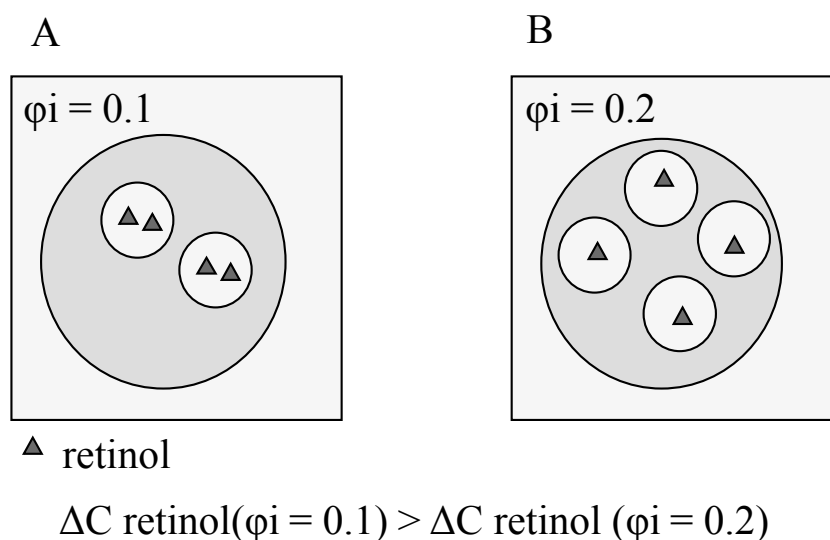 A
B
φi = 0.1
φi = 0.2
retinol
ΔC retinol(φi = 0.1) > ΔC retinol (φi = 0.2)